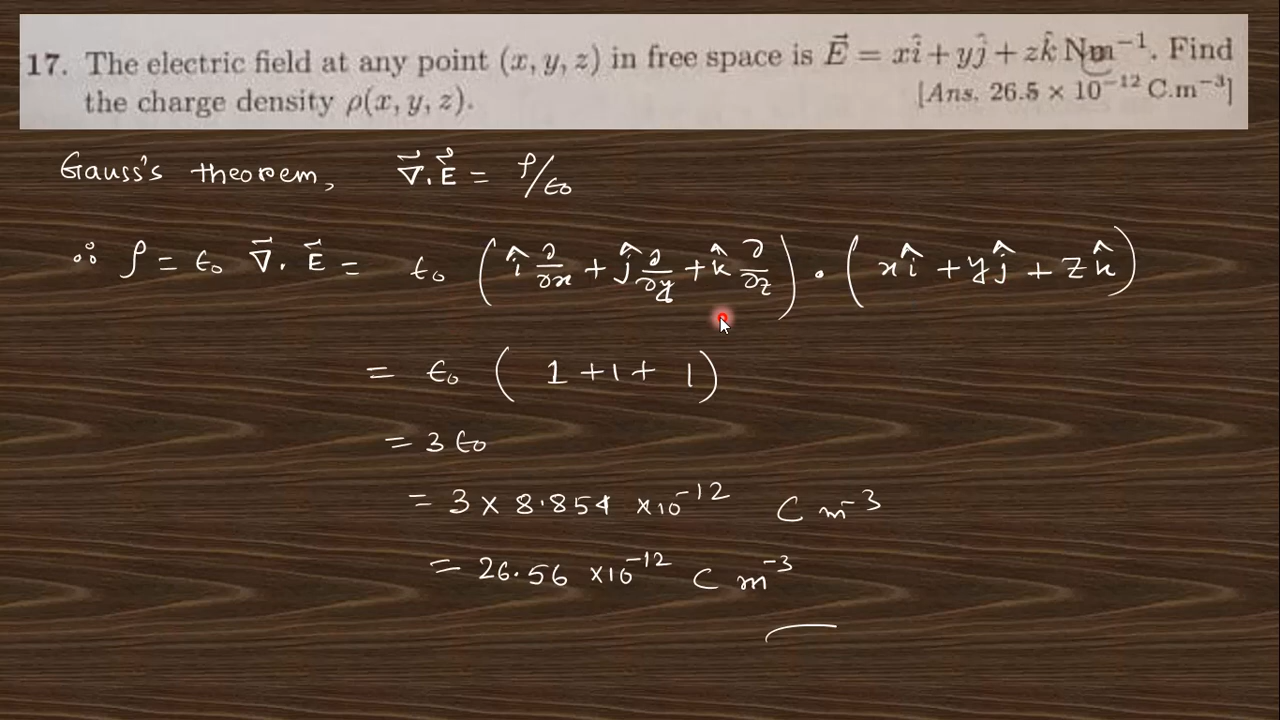 17. The electric field at any point (x, y, z) in free space is E⃗ = xî + yĵ + zk̂ Nm⁻¹. Find
the charge density ρ(x, y, z). [Ans. 26.5 × 10⁻¹² C.m⁻³]
Gauss's theorem, ∇⃗.E⃗ = ρ/ϵ₀
∴ ρ = ϵ₀ ∇⃗.E⃗ = ϵ₀ (î ∂/∂x + ĵ ∂/∂y + k̂ ∂/∂z) • (xî + yĵ + zk̂)
= ϵ₀ (1 + 1 + 1)
= 3 ϵ₀
= 3 × 8.854 ×10⁻¹² C m⁻³
= 26.56 ×10⁻¹² C m⁻³